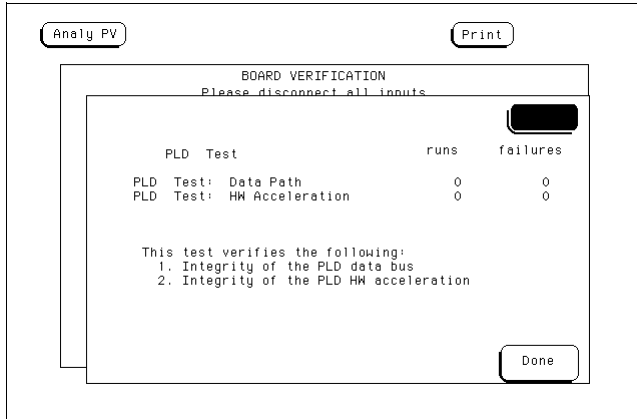 Analy PV
Print
BOARD VERIFICATION
Please disconnect all inputs
PLD Test runs failures
PLD Test: Data Path 0 0
PLD Test: HW Acceleration 0 0
This test verifies the following:
1. Integrity of the PLD data bus
2. Integrity of the PLD HW acceleration
Done